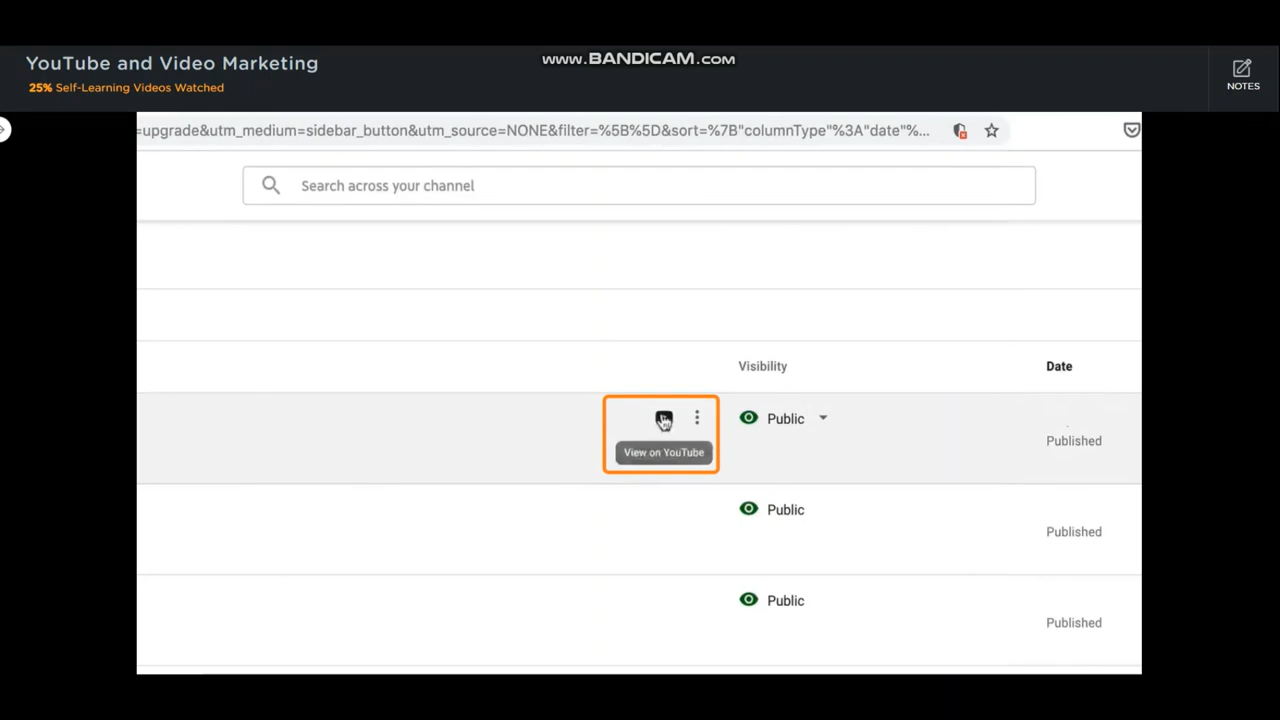 www.BANDICAM.com
YouTube and Video Marketing
25% Self-Learning Videos Watched
NOTES
=upgrade&utm_medium=sidebar_button&utm_source=NONE&filter=%5B%5D&sort=%7B"columnType"%3A"date"%...
Search across your channel
Visibility Date
Public
Published
View on YouTube
Public
Published
Public
Published